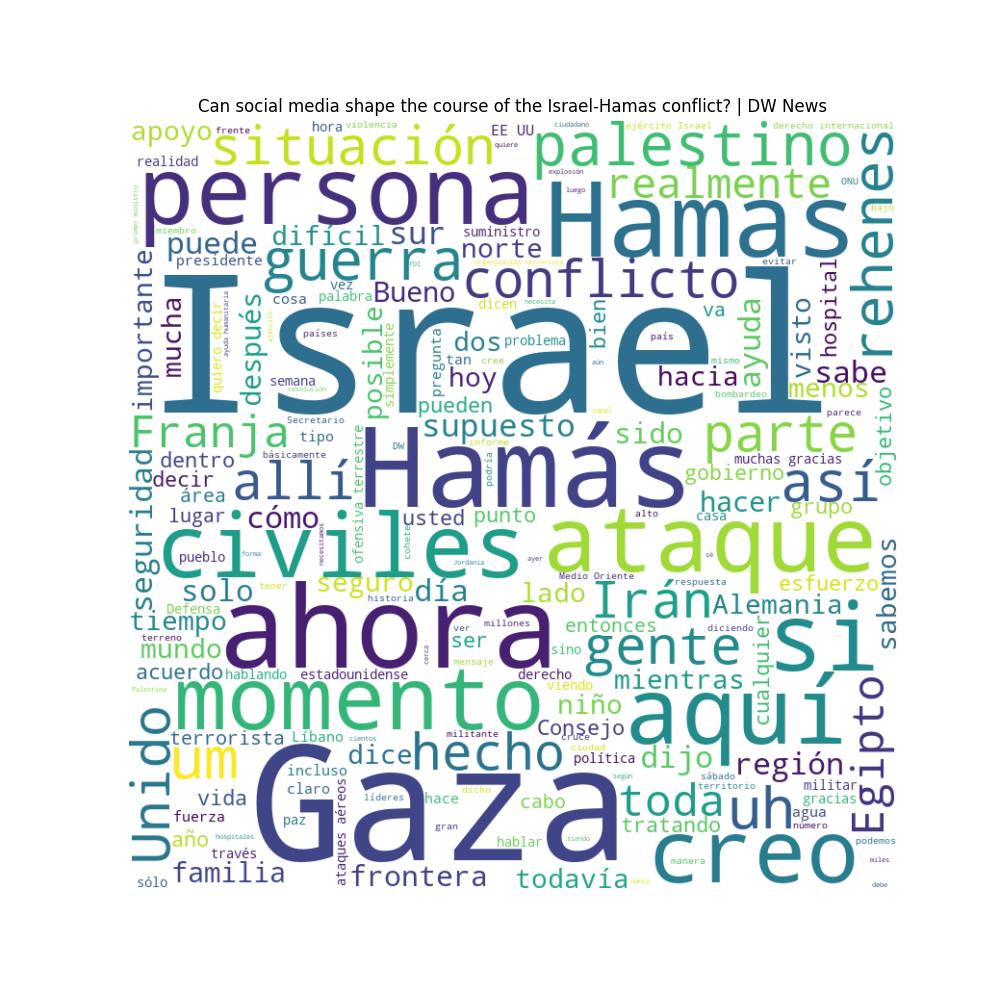 Can social media shape the course of the Israel-Hamas conflict? | DW News
apoyo
frente
hora
violencia
EE UU
ciudadano
ejército Israel
derecho internacional
situación
quiere
palestino
realidad
persona
explosión
luego
realmente
ONU
rehenes
primer ministro
miembro
bajo
puede
difícil
sur
suministro
norte
Hamas
presidente
guerra
FDI
organización terrorista
evitar
importante
vez
cosa
palabra
Bueno
conflicto
hospital
mucha
quiero decir
ayuda humanitaria
después
ejército
Israel
dicen
necesita
bien
va
ayuda
visto
países
posible
simplemente
pregunta
dos
problema
tan
cree
país
aún
mismo
sabe
semana
resolución
hoy
hacia
bombardeo
menos
pueden
papel
parece
objetivo
Franja
Secretario
tipo
supuesto
sido
parte
DW
informe
dentro
básicamente
Hamás
podría
muchas gracias
gobierno
así
decir
área
allí
hacer
seguridad
lugar
cómo
ofensiva terrestre
usted
punto
alto
casa
grupo
civiles
necesitamos
cohete
ataque
pueblo
forma
Jordania
ayer
sé
sabemos
solo
tener
seguro
día
historia
lado
Medio Oriente
respuesta
esfuerzo
Defensa
tiempo
ahora
millones
Irán
Alemania
terreno
mundo
ver
ser
entonces
diciendo
cualquier
si
acuerdo
hablando
estadounidense
cerca
mensaje
sino
derecho
gente
Palestina
momento
viendo
mientras
niño
aquí
Egipto
Unido
terrorista
Líbano
cientos
militante
Consejo
cruce
um
dice
hecho
ciudad
política
dijo
región
incluso
claro
según
sábado
territorio
militar
vida
paz
ataques aéreos
líderes
hace
dicho
cabo
toda
uh
gracias
agua
fuerza
Gaza
gran
tratando
número
año
hospitales
hablar
siendo
podemos
través
creo
manera
miles
sólo
familia
frontera
todavía
nunca
debe